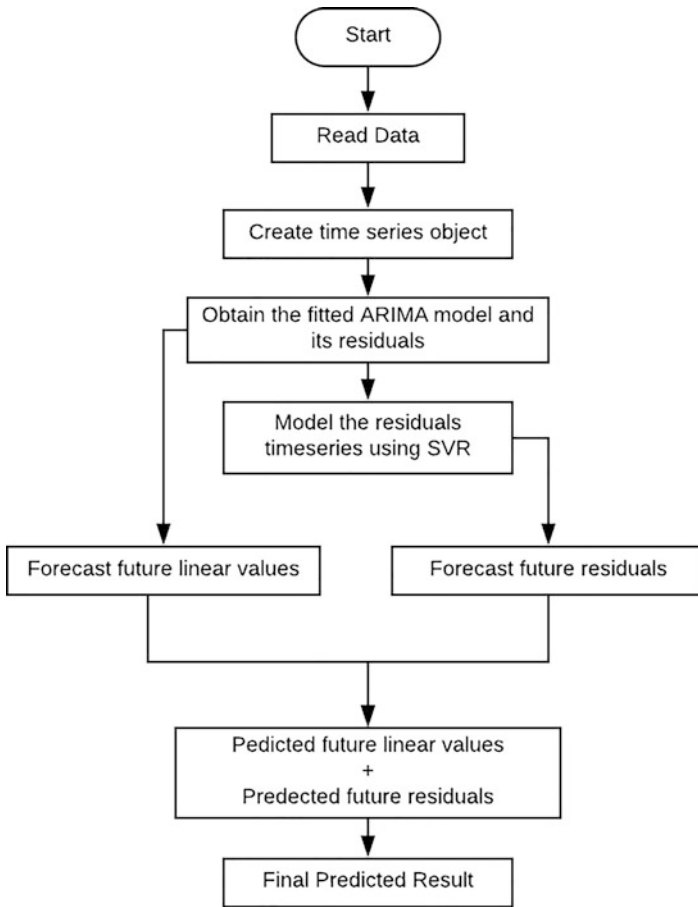 Start
Read Data
Create time series object
Obtain the fitted ARIMA model and
its residuals
Model the residuals
timeseries using SVR
Forecast future linear values
Forecast future residuals
Pedicted future linear values
+
Predected future residuals
Final Predicted Result